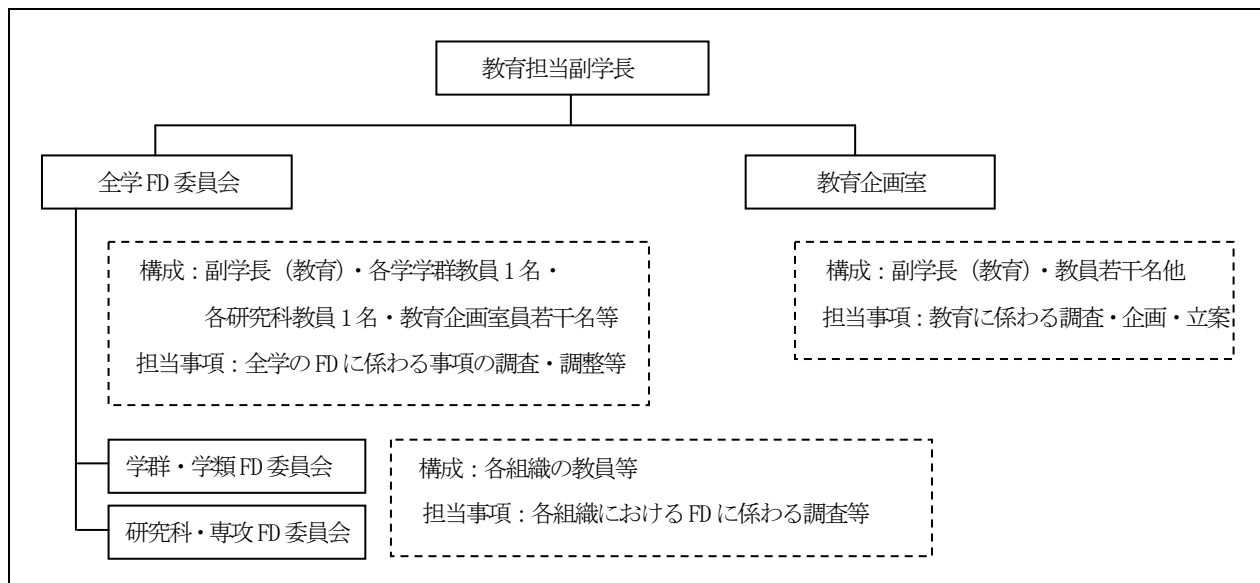 教育担当副学長
全学FD委員会
教育企画室
構成：副学長（教育）・各学学群教員1名・
各研究科教員1名・教育企画室員若干名等
担当事項：全学のFDに係わる事項の調査・調整等
構成：副学長（教育）・教員若干名他
担当事項：教育に係わる調査・企画・立案
学群・学類FD委員会
研究科・専攻FD委員会
構成：各組織の教員等
担当事項：各組織におけるFDに係わる調査等